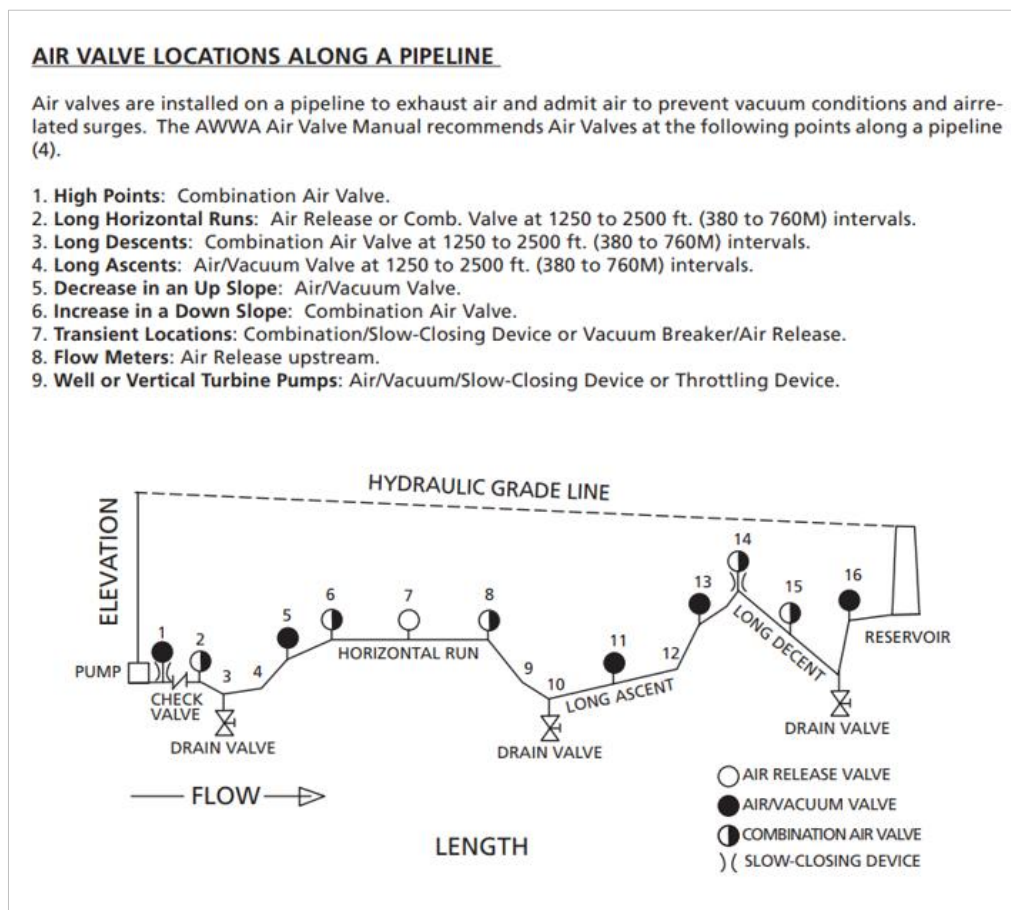 AIR VALVE LOCATIONS ALONG A PIPELINE
Air valves are installed on a pipeline to exhaust air and admit air to prevent vacuum conditions and airre-
lated surges. The AWWA Air Valve Manual recommends Air Valves at the following points along a pipeline
(4).
1. High Points: Combination Air Valve.
2. Long Horizontal Runs: Air Release or Comb. Valve at 1250 to 2500 ft. (380 to 760M) intervals.
3. Long Descents: Combination Air Valve at 1250 to 2500 ft. (380 to 760M) intervals.
4. Long Ascents: Air/Vacuum Valve at 1250 to 2500 ft. (380 to 760M) intervals.
5. Decrease in an Up Slope: Air/Vacuum Valve.
6. Increase in a Down Slope: Combination Air Valve.
7. Transient Locations: Combination/Slow-Closing Device or Vacuum Breaker/Air Release.
8. Flow Meters: Air Release upstream.
9. Well or Vertical Turbine Pumps: Air/Vacuum/Slow-Closing Device or Throttling Device.
HYDRAULIC GRADE LINE
ELEVATION
PUMP
1
CHECK
VALVE
2
3
DRAIN VALVE
4
5
6
HORIZONTAL RUN
7
8
9
10
DRAIN VALVE
LONG ASCENT
11
12
13
14
LONG DECENT
15
16
DRAIN VALVE
RESERVOIR
FLOW
LENGTH
AIR RELEASE VALVE
AIR/VACUUM VALVE
COMBINATION AIR VALVE
SLOW-CLOSING DEVICE